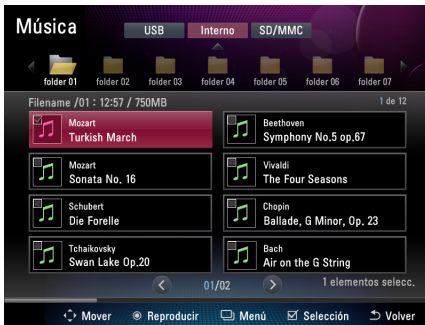 Música
USB Interno SD/MMC
folder 01 folder 02 folder 03 folder 04 folder 05 folder 06 folder 07
Filename /01 : 12:57 / 750MB 1 de 12
Mozart
Turkish March
Beethoven
Symphony No.5 op.67
Mozart
Sonata No. 16
Vivaldi
The Four Seasons
Schubert
Die Forelle
Chopin
Ballade, G Minor, Op. 23
Tchaikovsky
Swan Lake Op.20
Bach
Air on the G String
01/02 1 elementos selecc.
Mover Reproducir Menú Selección Volver